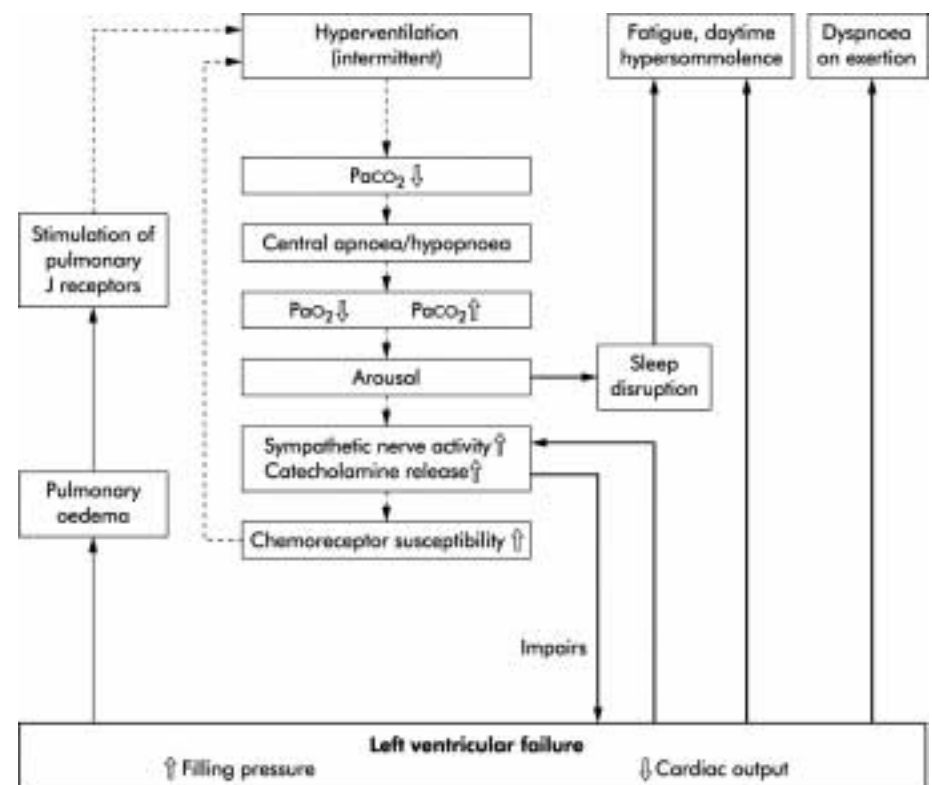 Hyperventilation
(intermittent)
Fatigue, daytime
hypersommolence
Dyspnoea
on exertion
PaCO₂ ⇩
Stimulation of
pulmonary
J receptors
Central apnoea/hypopnoea
PaO₂⇩ PaCO₂⇧
Arousal
Sleep
disruption
Sympathetic nerve activity⇧
Catecholamine release⇧
Pulmonary
oedema
Chemoreceptor susceptibility ⇧
Impairs
Left ventricular failure
⇧ Filling pressure ⇩ Cardiac output